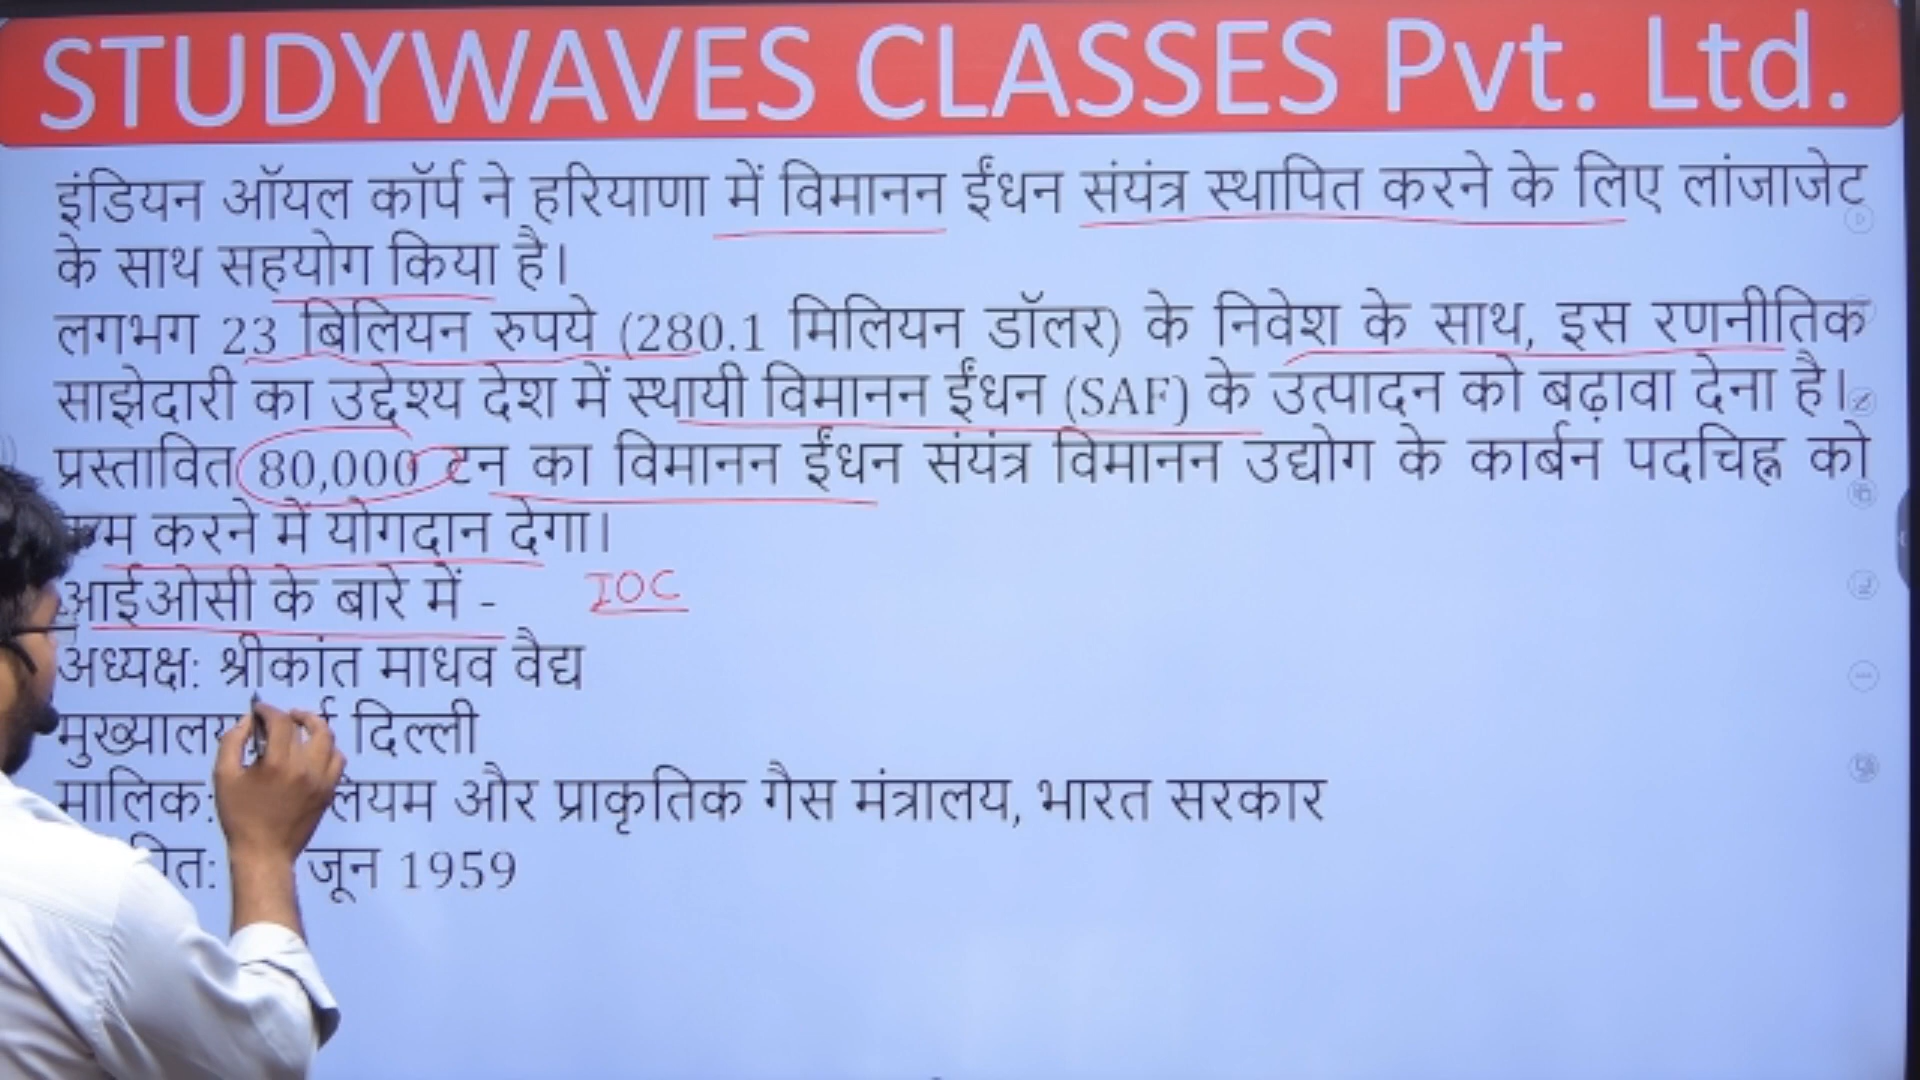 STUDYWAVES CLASSES Pvt. Ltd.
इंडियन ऑयल कॉर्प ने हरियाणा में विमानन ईंधन संयंत्र स्थापित करने के लिए लांजाजेट
के साथ सहयोग किया है।
लगभग 23 बिलियन रुपये (280.1 मिलियन डॉलर) के निवेश के साथ, इस रणनीतिक
साझेदारी का उद्देश्य देश में स्थायी विमानन ईंधन (SAF) के उत्पादन को बढ़ावा देना है।
प्रस्तावित 80,000 टन का विमानन ईंधन संयंत्र विमानन उद्योग के कार्बन पदचिह्न को
करने में योगदान देगा।
आईओसी के बारे में - IOC
अध्यक्ष: श्रीकांत माधव वैद्य
मुख्यालय दिल्ली
मालिक: और प्राकृतिक गैस मंत्रालय, भारत सरकार
जून 1959